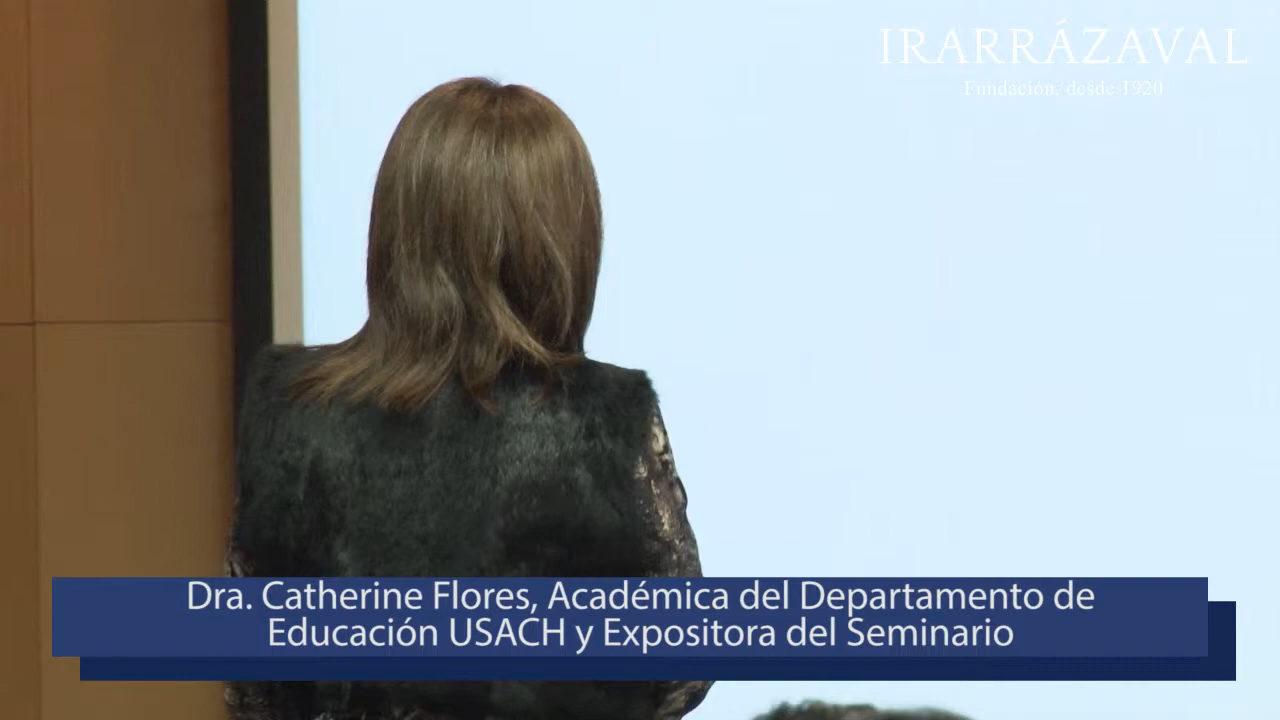 IRARRÁZAVAL
Fundación, desde 1920
Dra. Catherine Flores, Académica del Departamento de
Educación USACH y Expositora del Seminario